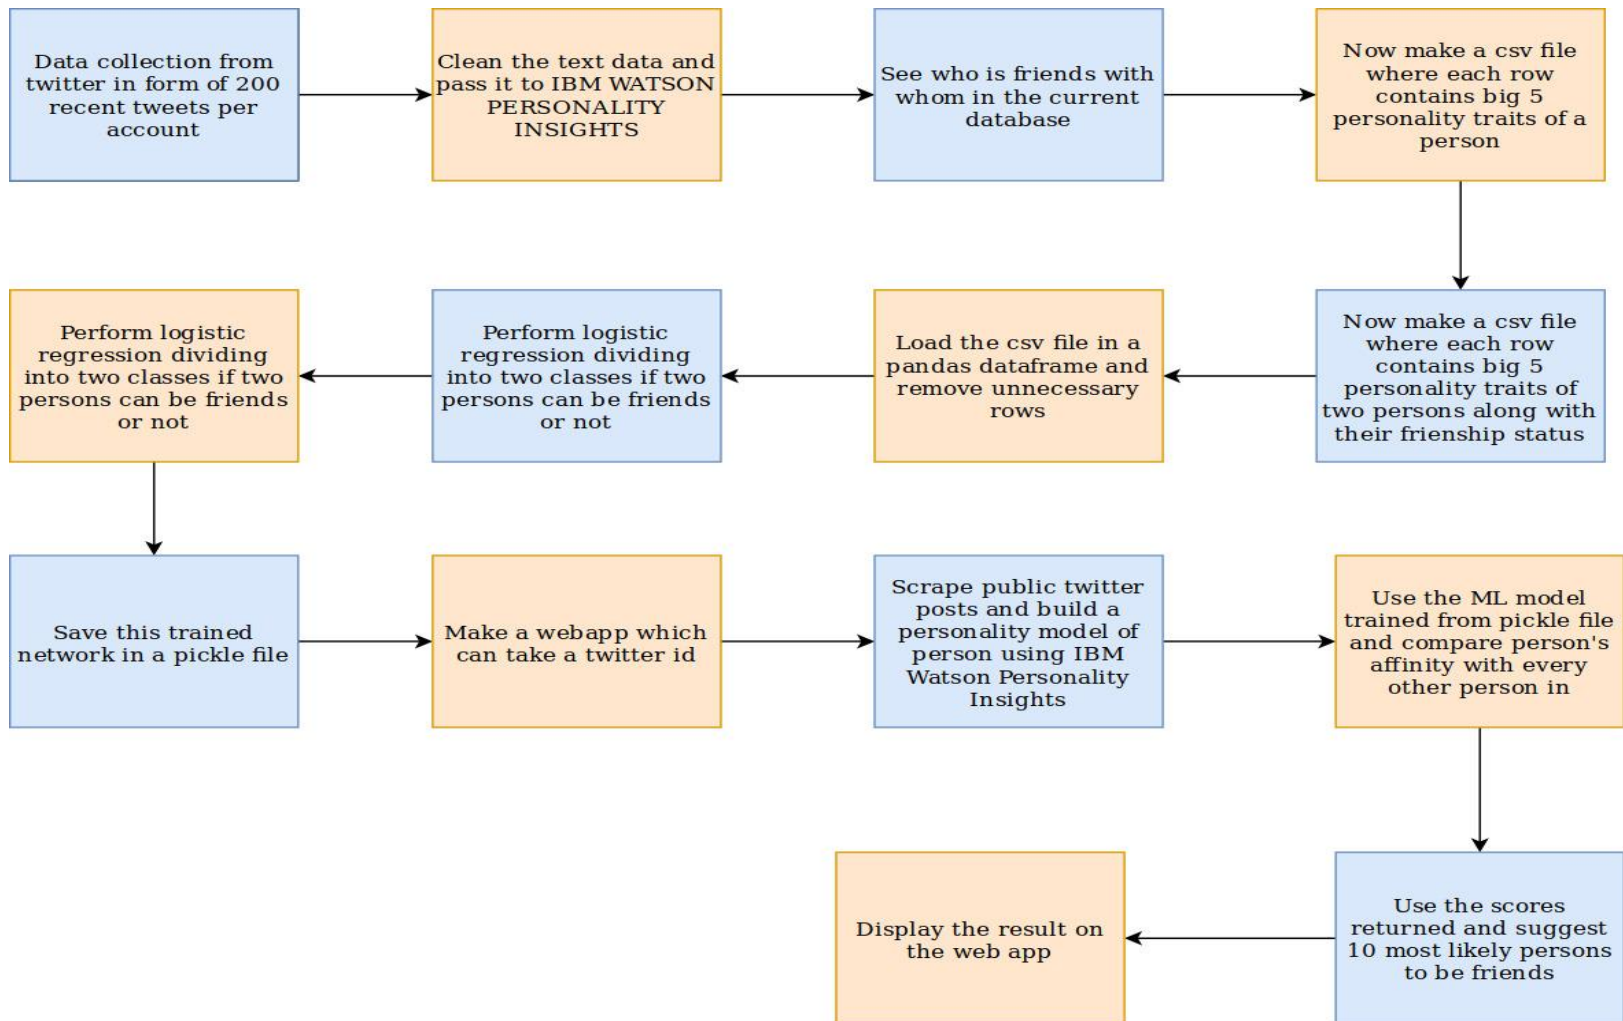 Data collection from
twitter in form of 200
recent tweets per
account
Clean the text data and
pass it to IBM WATSON
PERSONALITY
INSIGHTS
See who is friends with
whom in the current
database
Now make a csv file
where each row
contains big 5
personality traits of a
person
Now make a csv file
where each row
contains big 5
personality traits of
two persons along with
their frienship status
Load the csv file in a
pandas dataframe and
remove unnecessary
rows
Perform logistic
regression dividing
into two classes if two
persons can be friends
or not
Perform logistic
regression dividing
into two classes if two
persons can be friends
or not
Save this trained
network in a pickle file
Make a webapp which
can take a twitter id
Scrape public twitter
posts and build a
personality model of
person using IBM
Watson Personality
Insights
Use the ML model
trained from pickle file
and compare person's
affinity with every
other person in
Use the scores
returned and suggest
10 most likely persons
to be friends
Display the result on
the web app